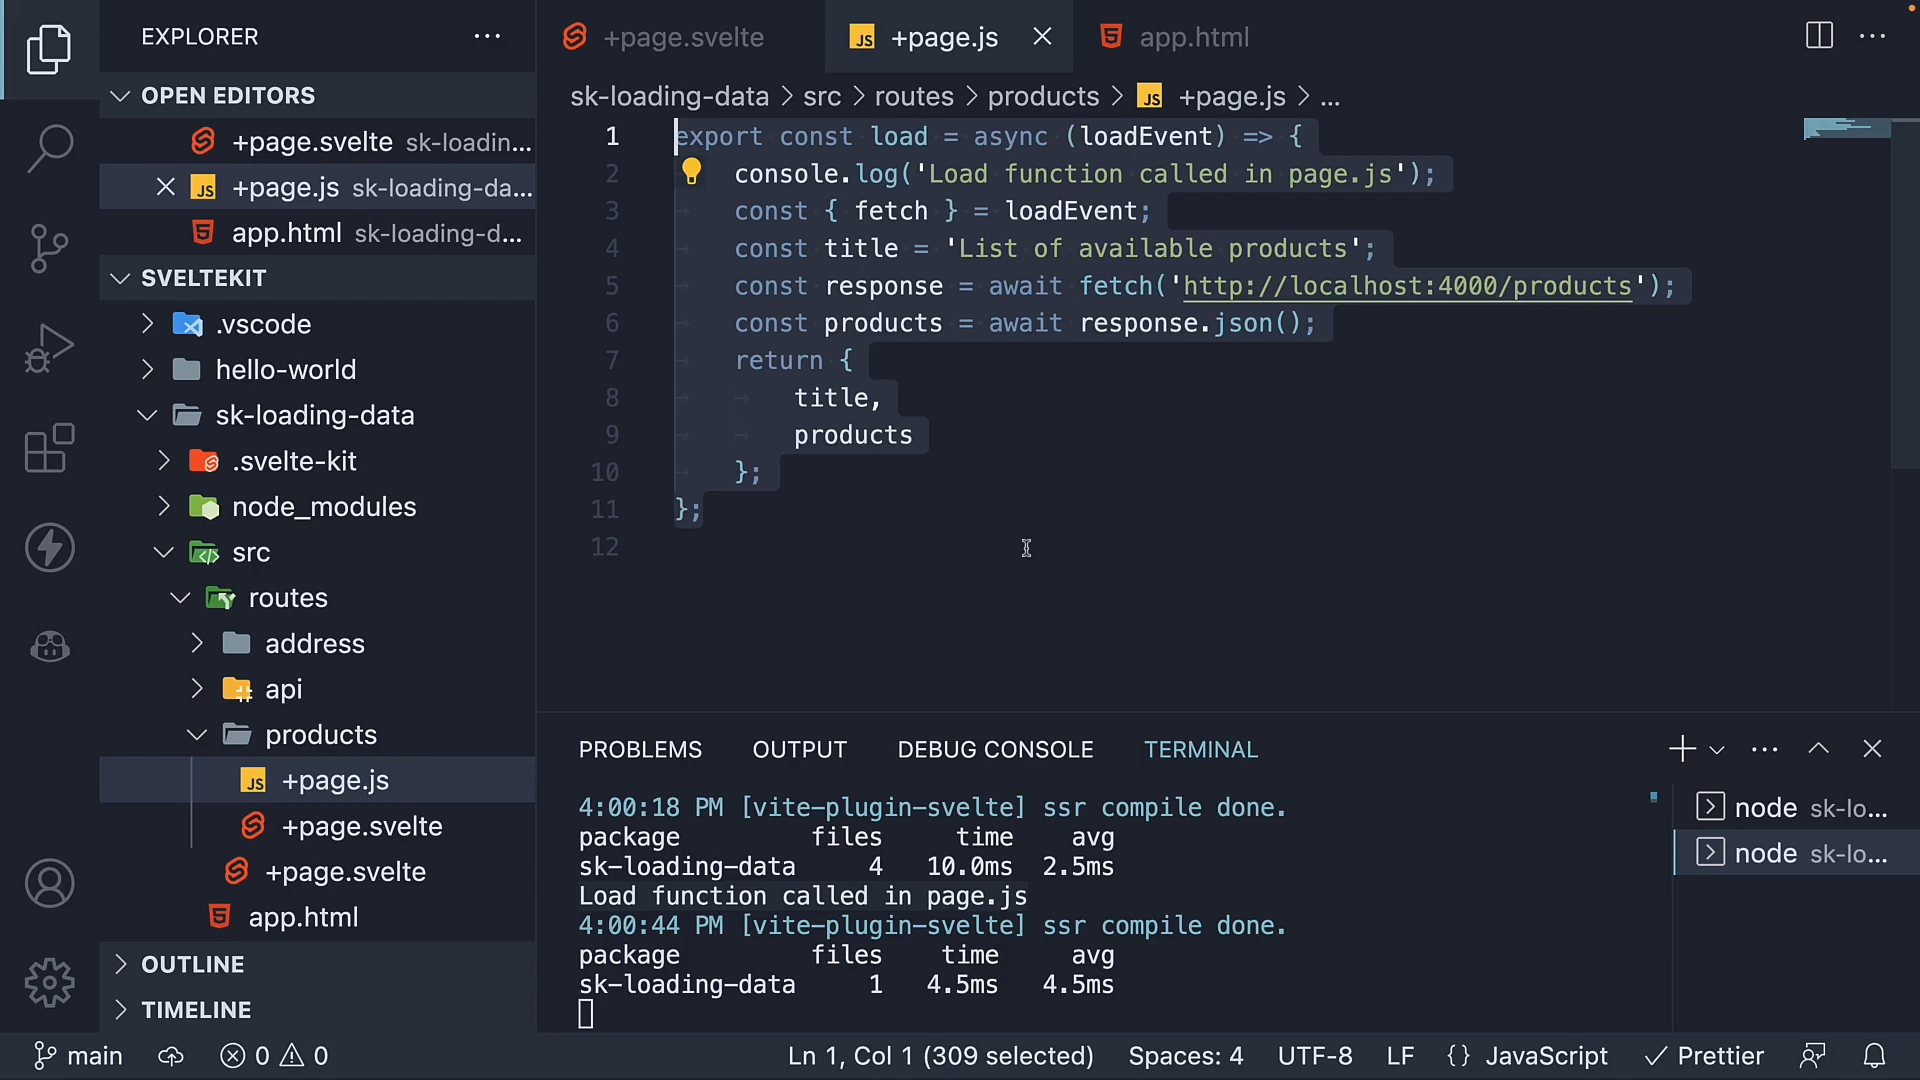 EXPLORER
OPEN EDITORS
+page.svelte sk-loadin...
+page.js sk-loading-da...
app.html sk-loading-d...
SVELTEKIT
.vscode
hello-world
sk-loading-data
.svelte-kit
node_modules
src
routes
address
api
products
JS +page.js
+page.svelte
+page.svelte
app.html
OUTLINE
TIMELINE
+page.svelte
JS +page.js
app.html
sk-loading-data > src > routes > products > JS +page.js > ...
1 export const load = async (loadEvent) => {
2 console.log('Load function called in page.js');
3 const { fetch } = loadEvent;
4 const title = 'List of available products';
5 const response = await fetch('http://localhost:4000/products');
6 const products = await response.json();
7 return {
8 title,
9 products
10 };
11 };
12
PROBLEMS OUTPUT DEBUG CONSOLE TERMINAL
4:00:18 PM [vite-plugin-svelte] ssr compile done.
package files time avg
sk-loading-data 4 10.0ms 2.5ms
Load function called in page.js
4:00:44 PM [vite-plugin-svelte] ssr compile done.
package files time avg
sk-loading-data 1 4.5ms 4.5ms
node sk-lo...
node sk-lo...
main 0 0 Ln 1, Col 1 (309 selected) Spaces: 4 UTF-8 LF {} JavaScript Prettier